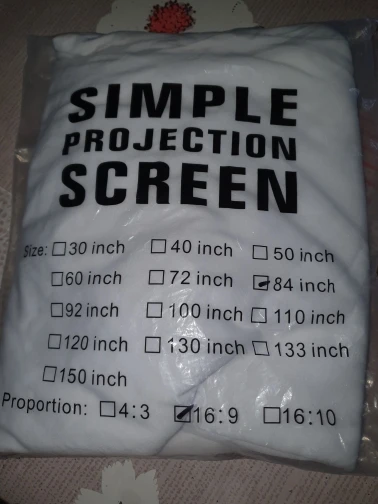 SIMPLE
PROJECTION
SCREEN
Size: ☐30 inch ☐40 inch ☐50 inch
☐60 inch ☐72 inch ☑84 inch
☐92 inch ☐100 inch ☐110 inch
☐120 inch ☐130 inch ☐133 inch
☐150 inch
Proportion: ☐4:3 ☑16:9 ☐16:10